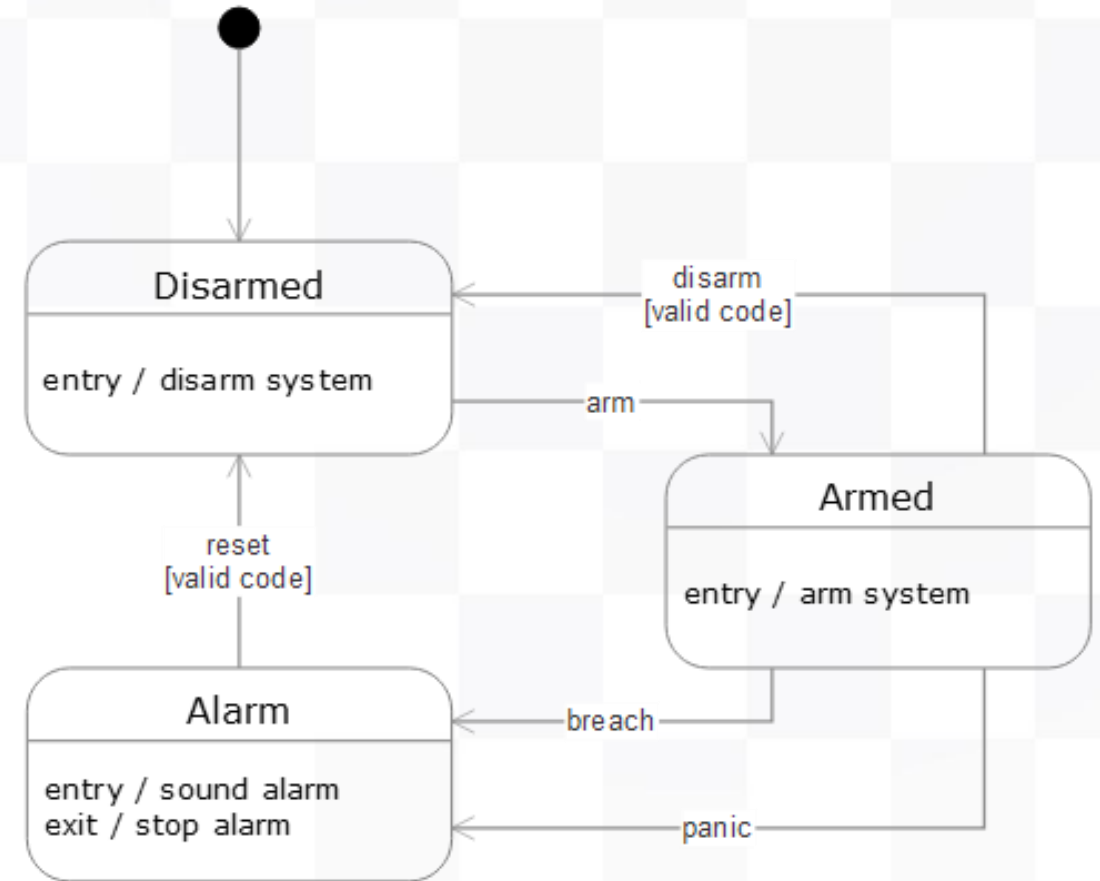 Disarmed
entry / disarm system
disarm
[valid code]
arm
Armed
entry / arm system
reset
[valid code]
Alarm
entry / sound alarm
exit / stop alarm
breach
panic